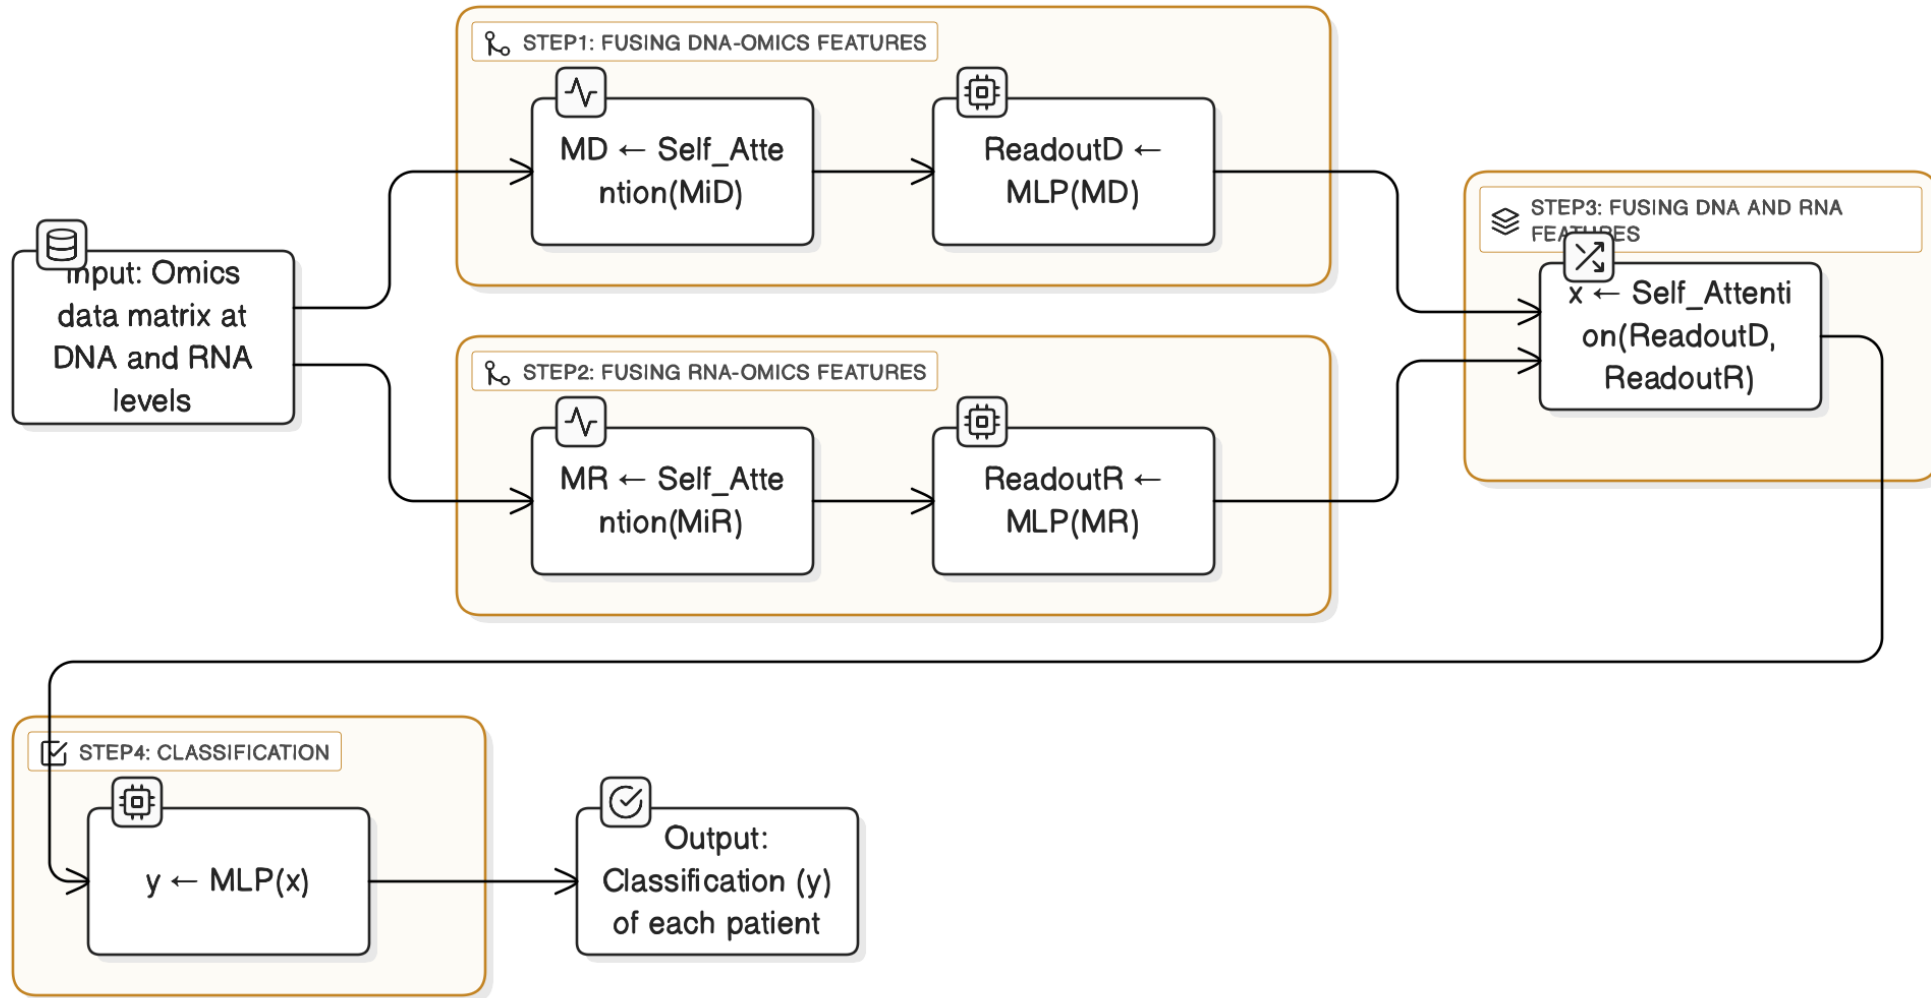 STEP1: FUSING DNA-OMICS FEATURES
MD ← Self_Atte
ntion(MiD)
ReadoutD ←
MLP(MD)
Input: Omics
data matrix at
DNA and RNA
levels
STEP2: FUSING RNA-OMICS FEATURES
MR ← Self_Atte
ntion(MiR)
ReadoutR ←
MLP(MR)
STEP3: FUSING DNA AND RNA
FEATURES
x ← Self_Attenti
on(ReadoutD,
ReadoutR)
STEP4: CLASSIFICATION
y ← MLP(x)
Output:
Classification (y)
of each patient